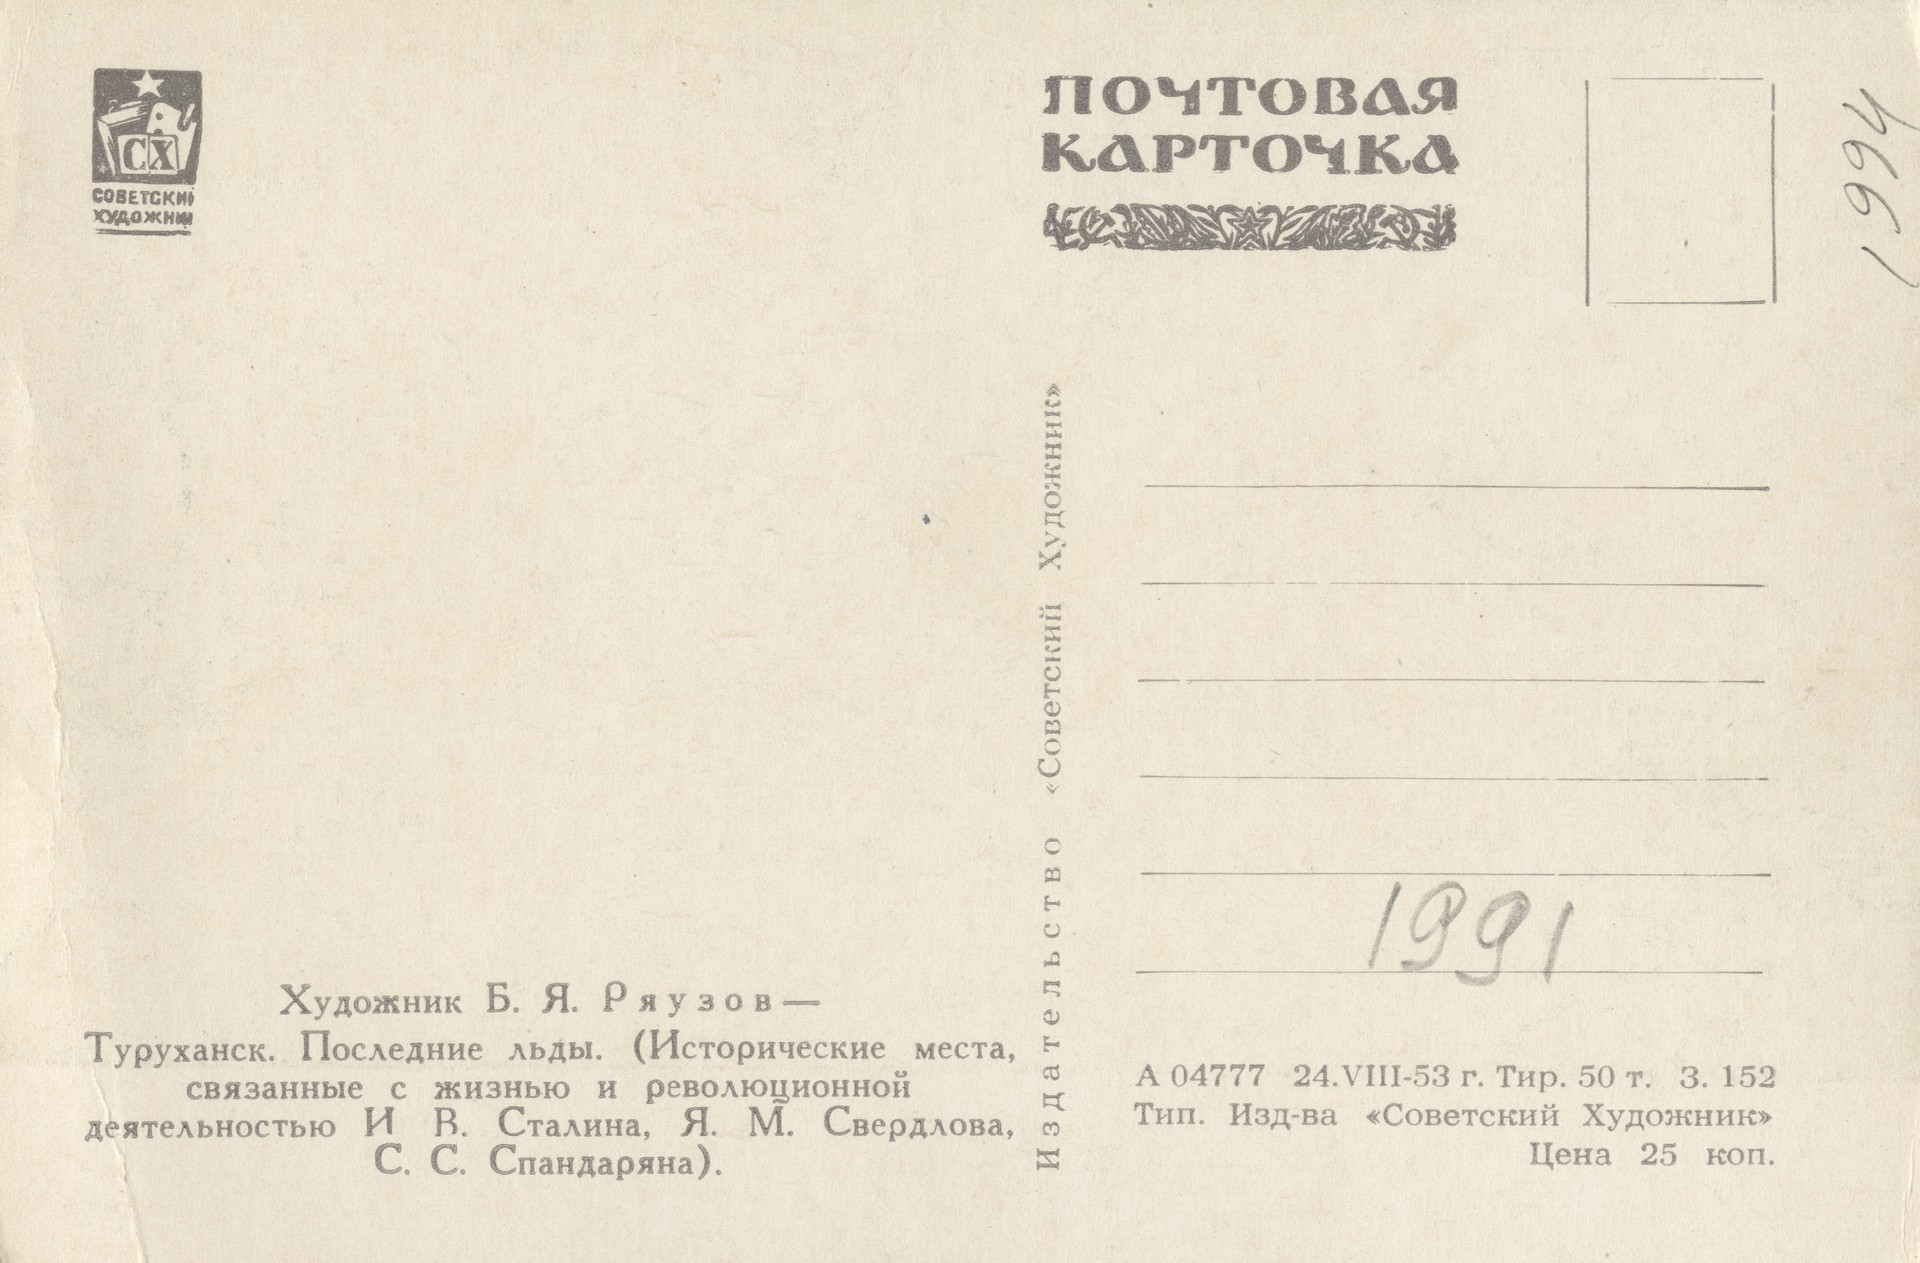 СХ
СОВЕТСКИЙ
ХУДОЖНИК
ПОЧТОВАЯ
КАРТОЧКА
1994
Издательство «Советский Художник»
1991
Художник Б. Я. Ряузов —
Туруханск. Последние льды. (Исторические места,
связанные с жизнью и революционной
деятельностью И В. Сталина, Я. М. Свердлова,
С. С. Спандаряна).
А 04777 24.VIII-53 г. Тир. 50 т. З. 152
Тип. Изд-ва «Советский Художник»
Цена 25 коп.